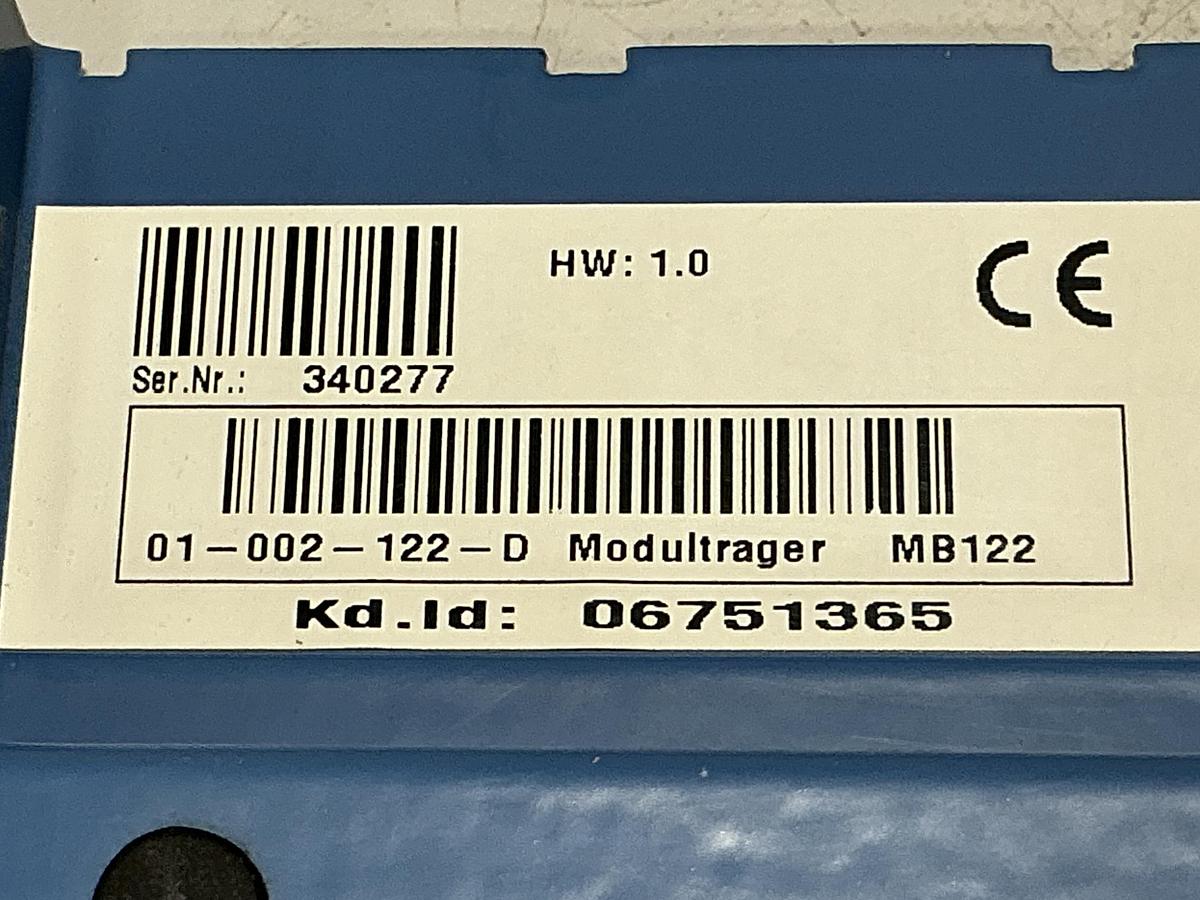 HW: 1.0
CE
Ser.Nr.: 340277
01-002-122-D Modultrager MB122
Kd.Id: 06751365